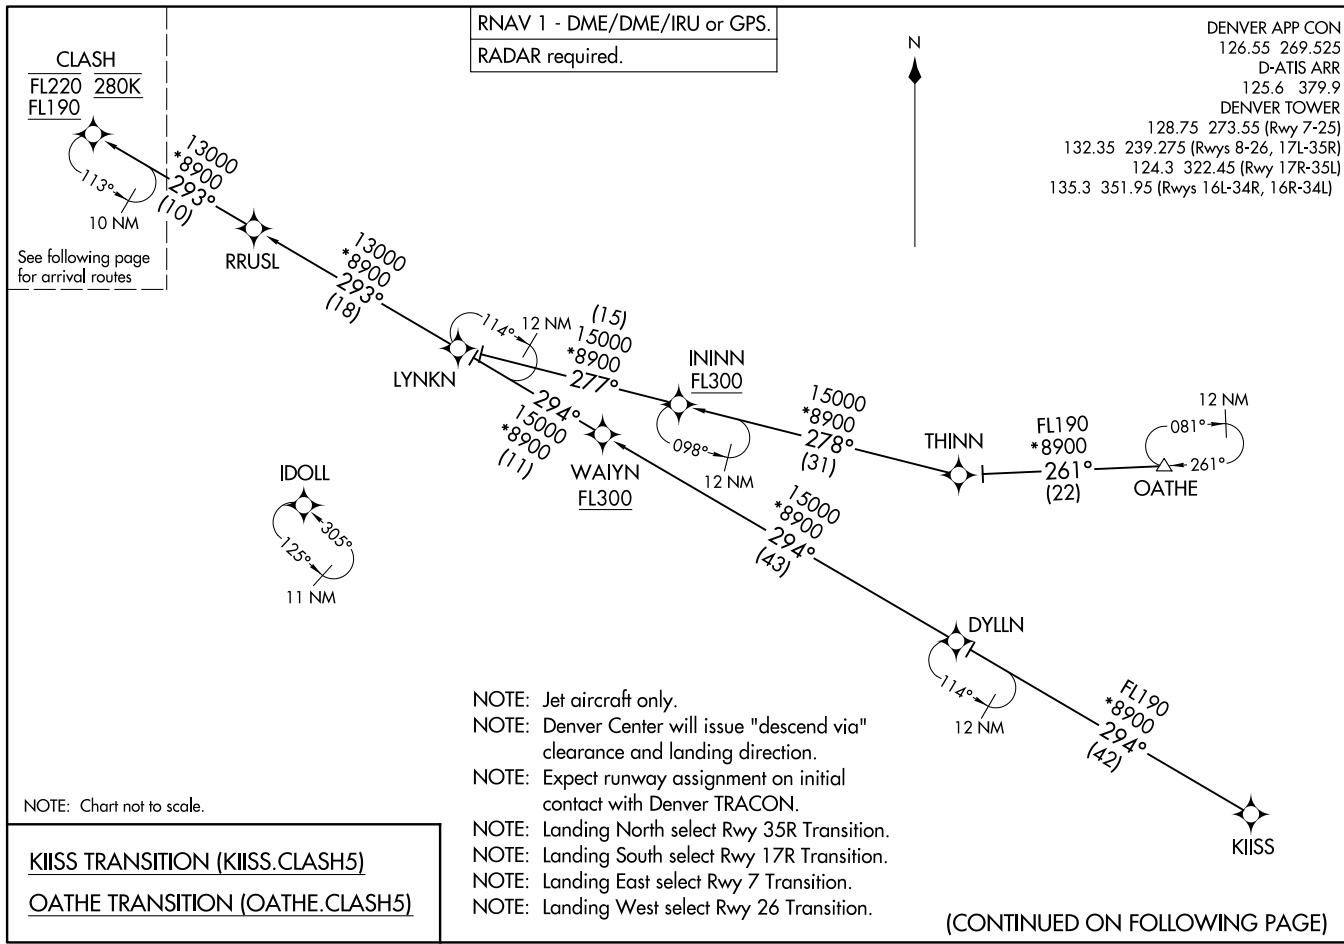 RNAV 1 - DME/DME/IRU or GPS.
RADAR required.
N
DENVER APP CON
126.55 269.525
D-ATIS ARR
125.6 379.9
DENVER TOWER
128.75 273.55 (Rwy 7-25)
132.35 239.275 (Rwys 8-26, 17L-35R)
124.3 322.45 (Rwy 17R-35L)
135.3 351.95 (Rwys 16L-34R, 16R-34L)
CLASH
FL220 280K
FL190
113°
10 NM
13000
*8900
293°
(10)
See following page
for arrival routes
RRUSL
13000
*8900
293°
(18)
LYNKN
114°
12 NM
(15)
15000
*8900
277°
ININN
FL300
098°
12 NM
294°
15000
*8900
(11)
WAIYN
FL300
15000
*8900
278°
(31)
THINN
FL190
*8900
261°
(22)
OATHE
081°
261°
12 NM
IDOLL
305°
125°
11 NM
15000
*8900
294°
(43)
DYLLN
114°
12 NM
FL190
*8900
294°
(42)
KIISS
NOTE: Jet aircraft only.
NOTE: Denver Center will issue "descend via"
clearance and landing direction.
NOTE: Expect runway assignment on initial
contact with Denver TRACON.
NOTE: Landing North select Rwy 35R Transition.
NOTE: Landing South select Rwy 17R Transition.
NOTE: Landing East select Rwy 7 Transition.
NOTE: Landing West select Rwy 26 Transition.
NOTE: Chart not to scale.
KIISS TRANSITION (KIISS.CLASH5)
OATHE TRANSITION (OATHE.CLASH5)
(CONTINUED ON FOLLOWING PAGE)